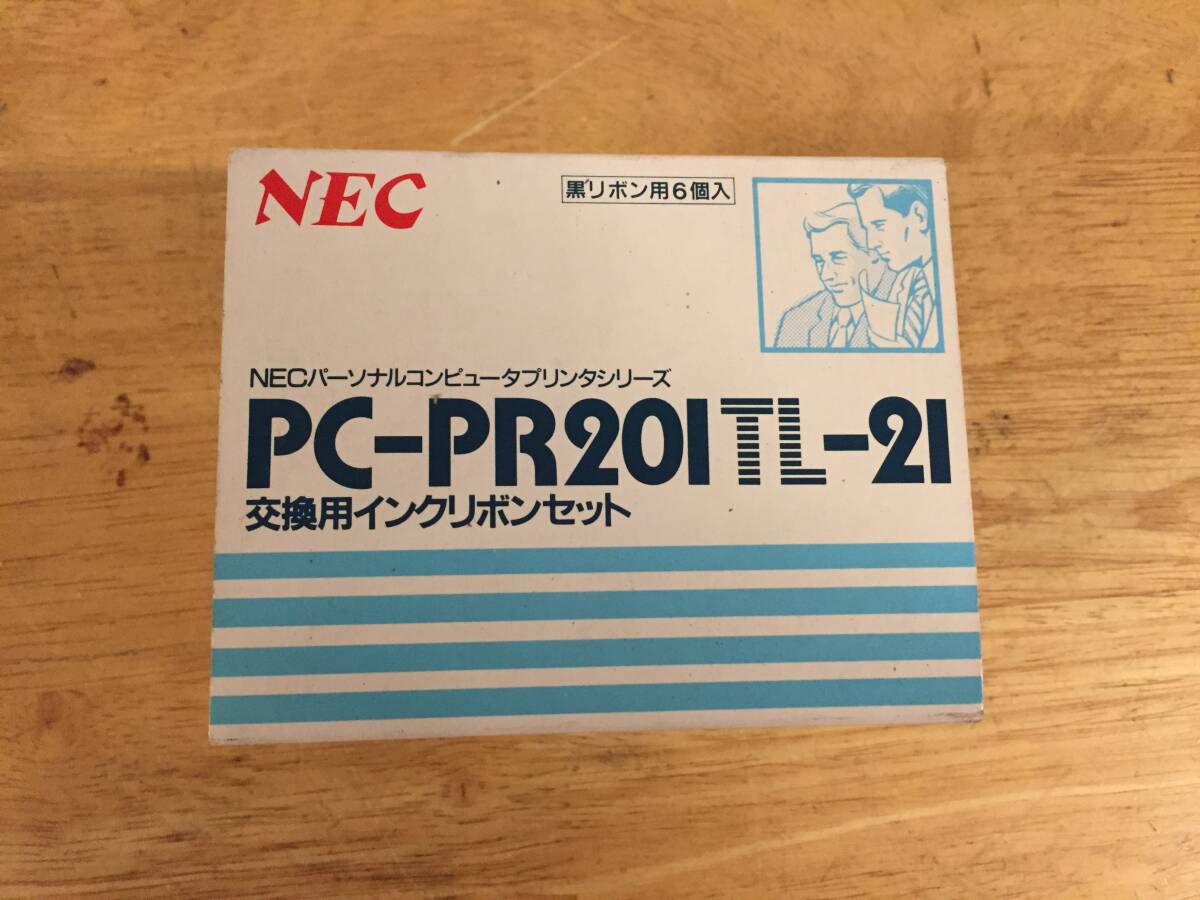 NEC
黒リボン用6個入
NECパーソナルコンピュータプリンタシリーズ
PC-PR201TL-21
交換用インクリボンセット